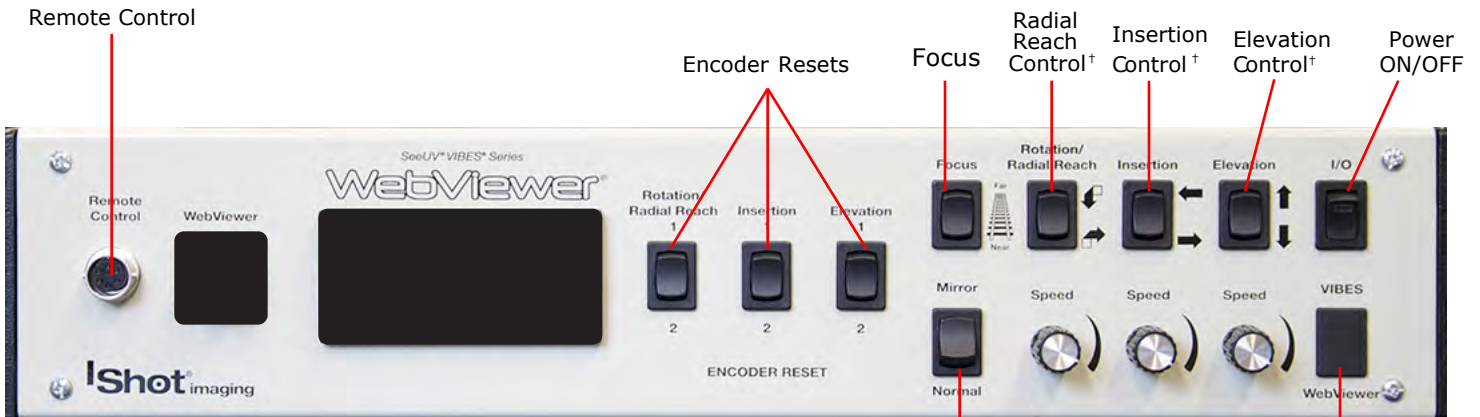 Remote Control
Encoder Resets
Focus
Radial
Reach
Control†
Insertion
Control †
Elevation
Control†
Power
ON/OFF
SeeUV® VIBES® Series
WebViewer®
Remote
Control
WebViewer
Rotation/
Radial Reach
1
Insertion
1
Elevation
1
2
2
2
ENCODER RESET
Focus
Far
Near
Rotation/
Radial Reach
Insertion
Elevation
I/O
Mirror
Normal
Speed
Speed
Speed
VIBES
WebViewer
IShot® imaging